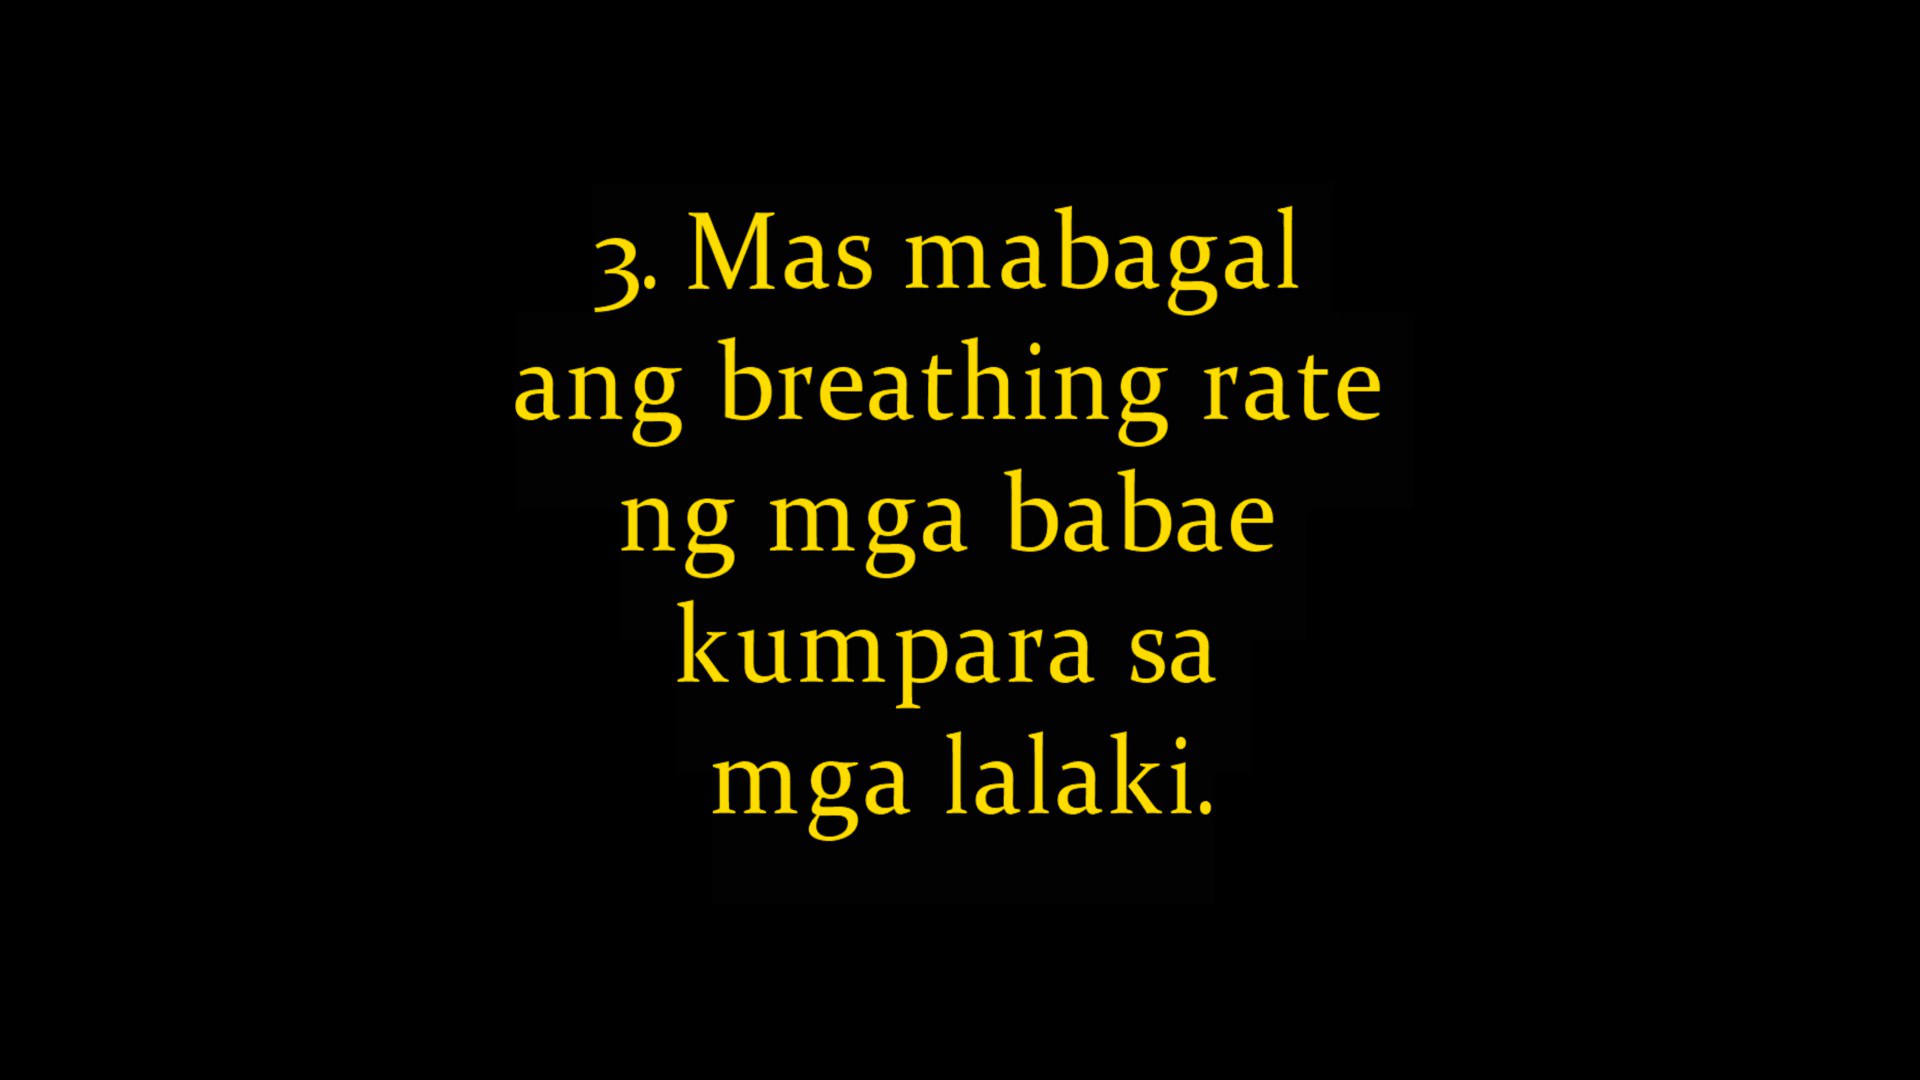 3. Mas mabagal
ang breathing rate
ng mga babae
kumpara sa
mga lalaki.